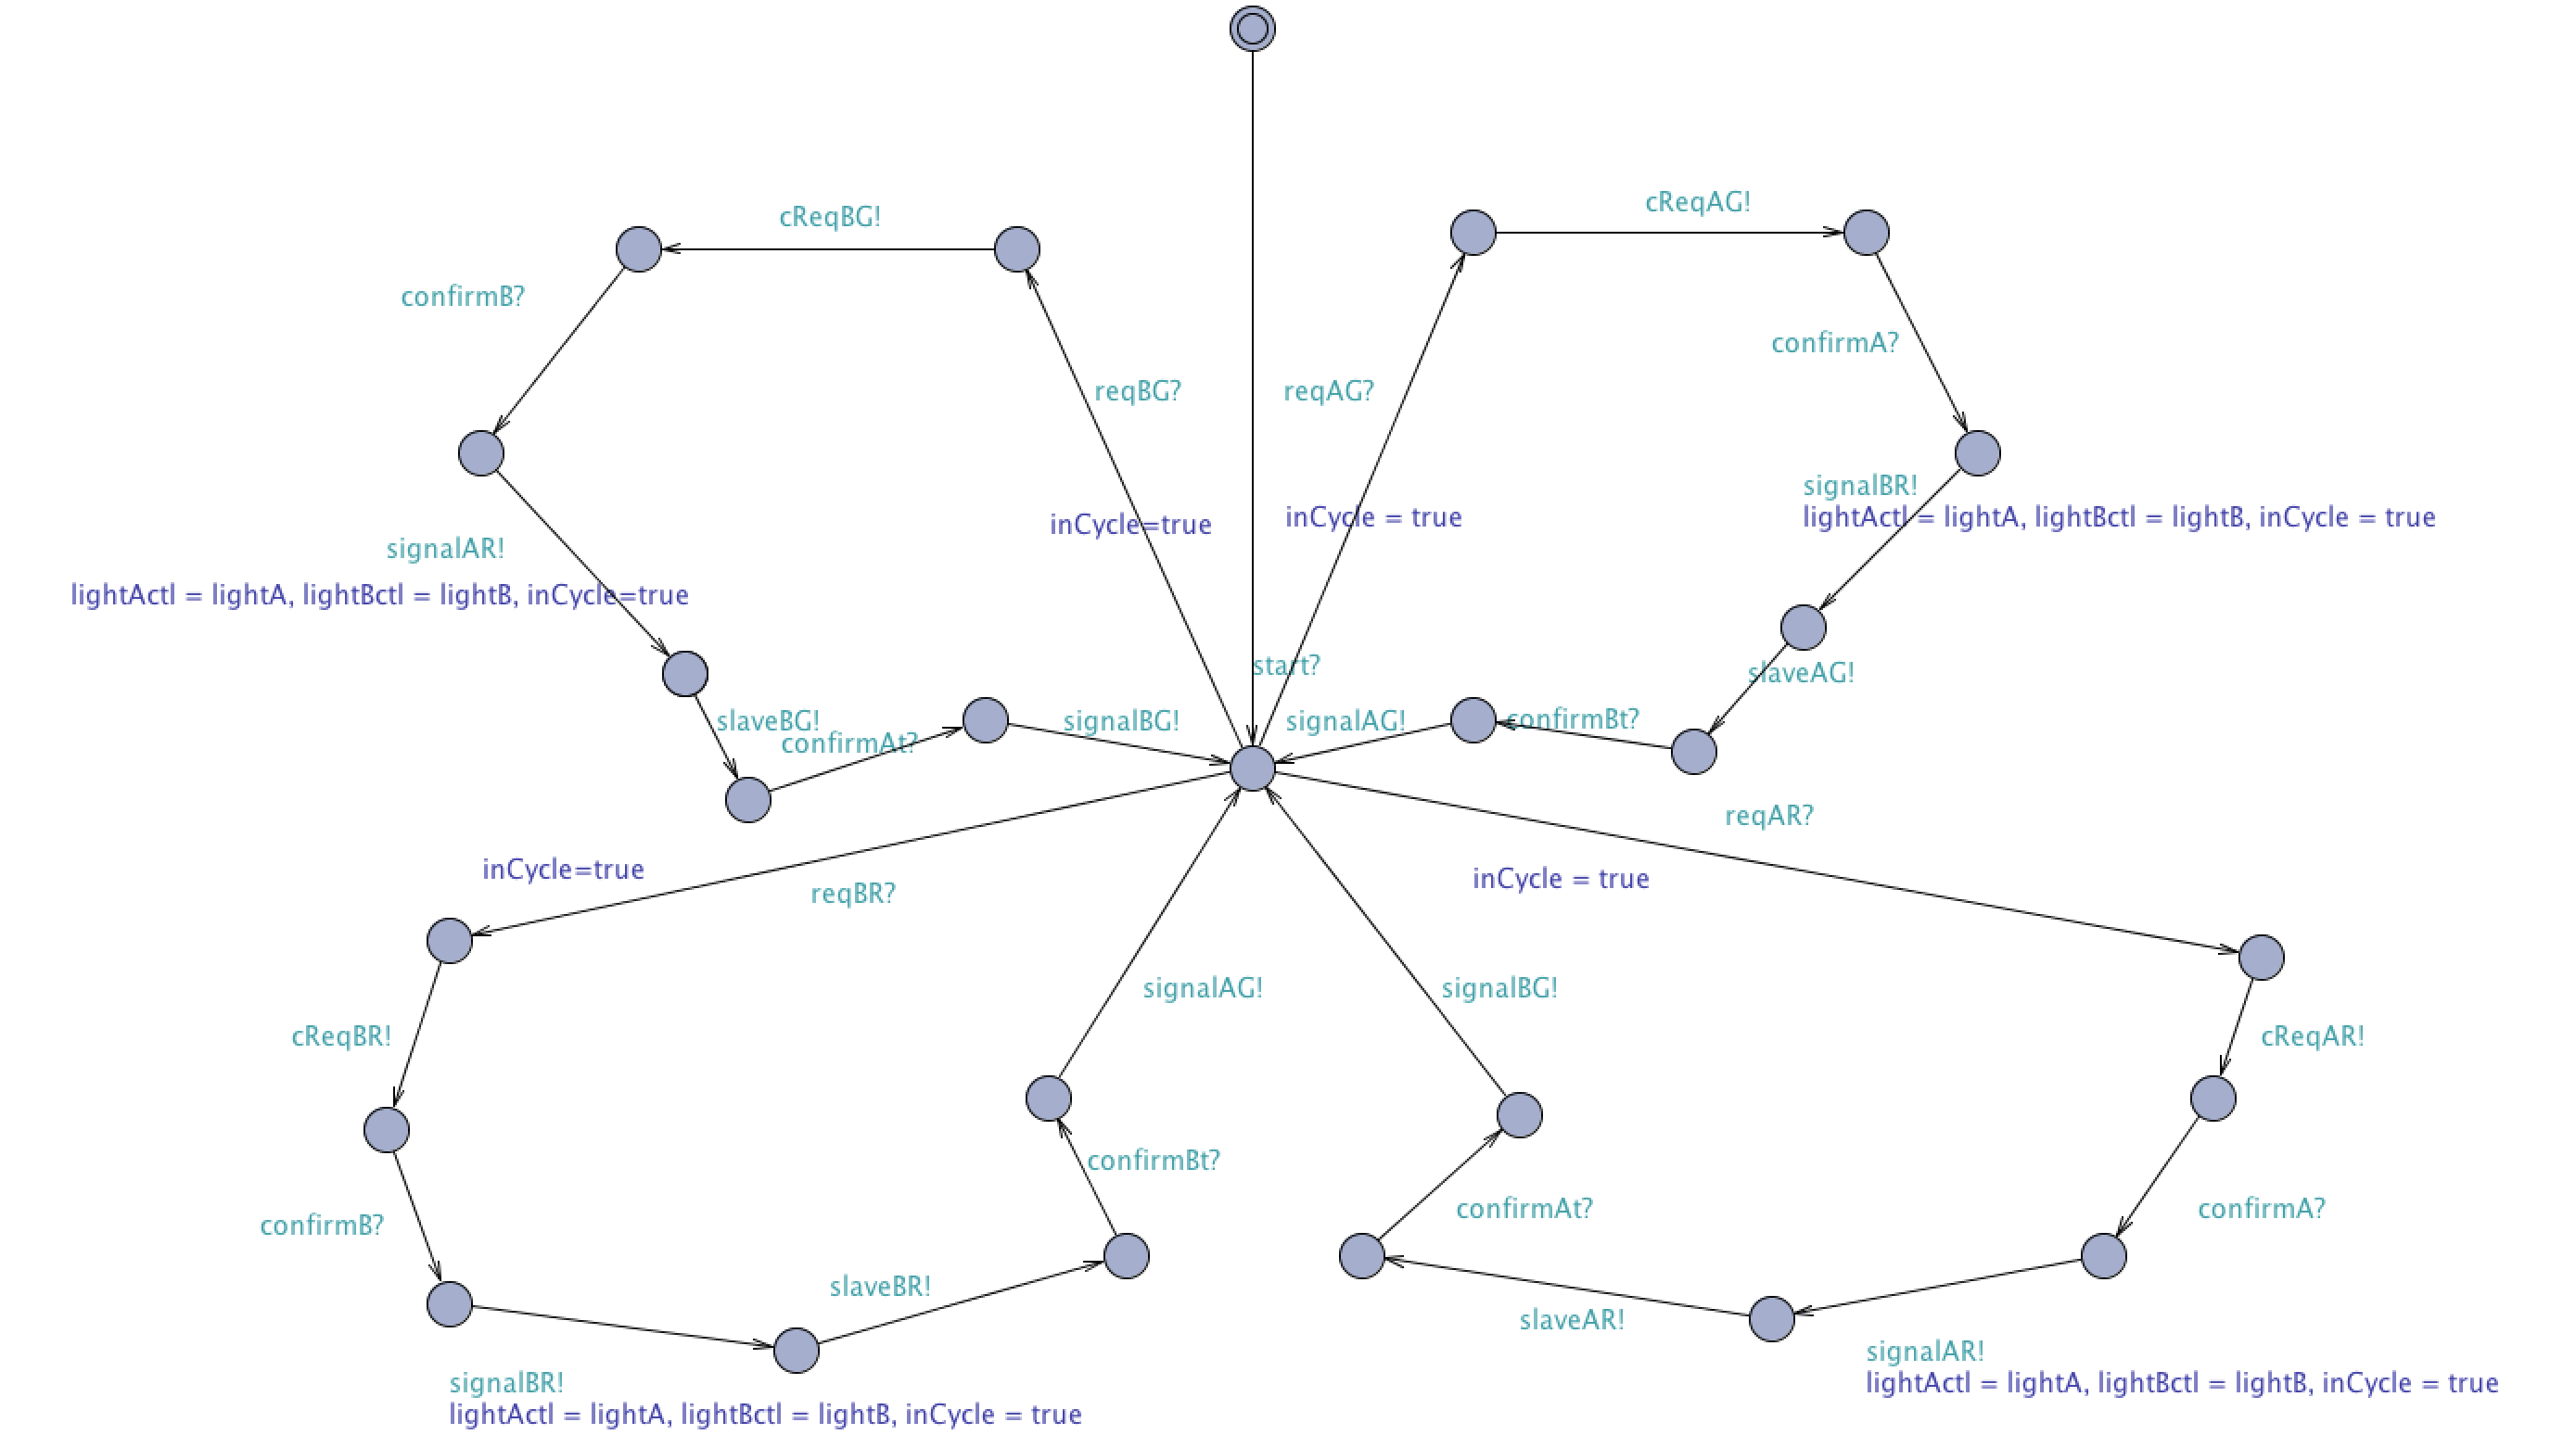 cReqAG!
cReqBG!
confirmB?
confirmA?
reqBG?
reqAG?
signalBR!
lightActl = lightA, lightBctl = lightB, inCycle = true
inCycle=true
inCycle = true
signalAR!
lightActl = lightA, lightBctl = lightB, inCycle=true
start?
slaveAG!
slaveBG!
signalBG!
signalAG!
confirmBt?
confirmAt?
reqAR?
inCycle=true
inCycle = true
reqBR?
signalAG!
signalBG!
cReqBR!
cReqAR!
confirmBt?
confirmAt?
confirmA?
confirmB?
slaveBR!
slaveAR!
signalAR!
lightActl = lightA, lightBctl = lightB, inCycle = true
signalBR!
lightActl = lightA, lightBctl = lightB, inCycle = true